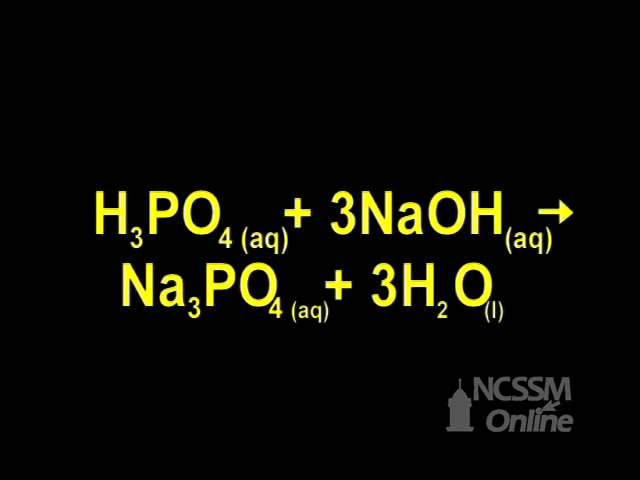 H₃PO₄ (aq) + 3NaOH(aq) →
Na₃PO₄ (aq) + 3H₂O(l)
NCSSM
Online